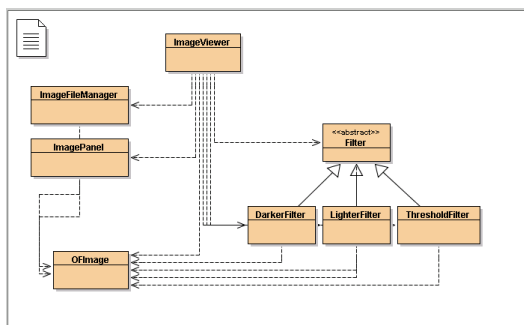 ImageViewer
ImageFileManager
ImagePanel
<<abstract>>
Filter
DarkerFilter
LighterFilter
ThresholdFilter
OFImage